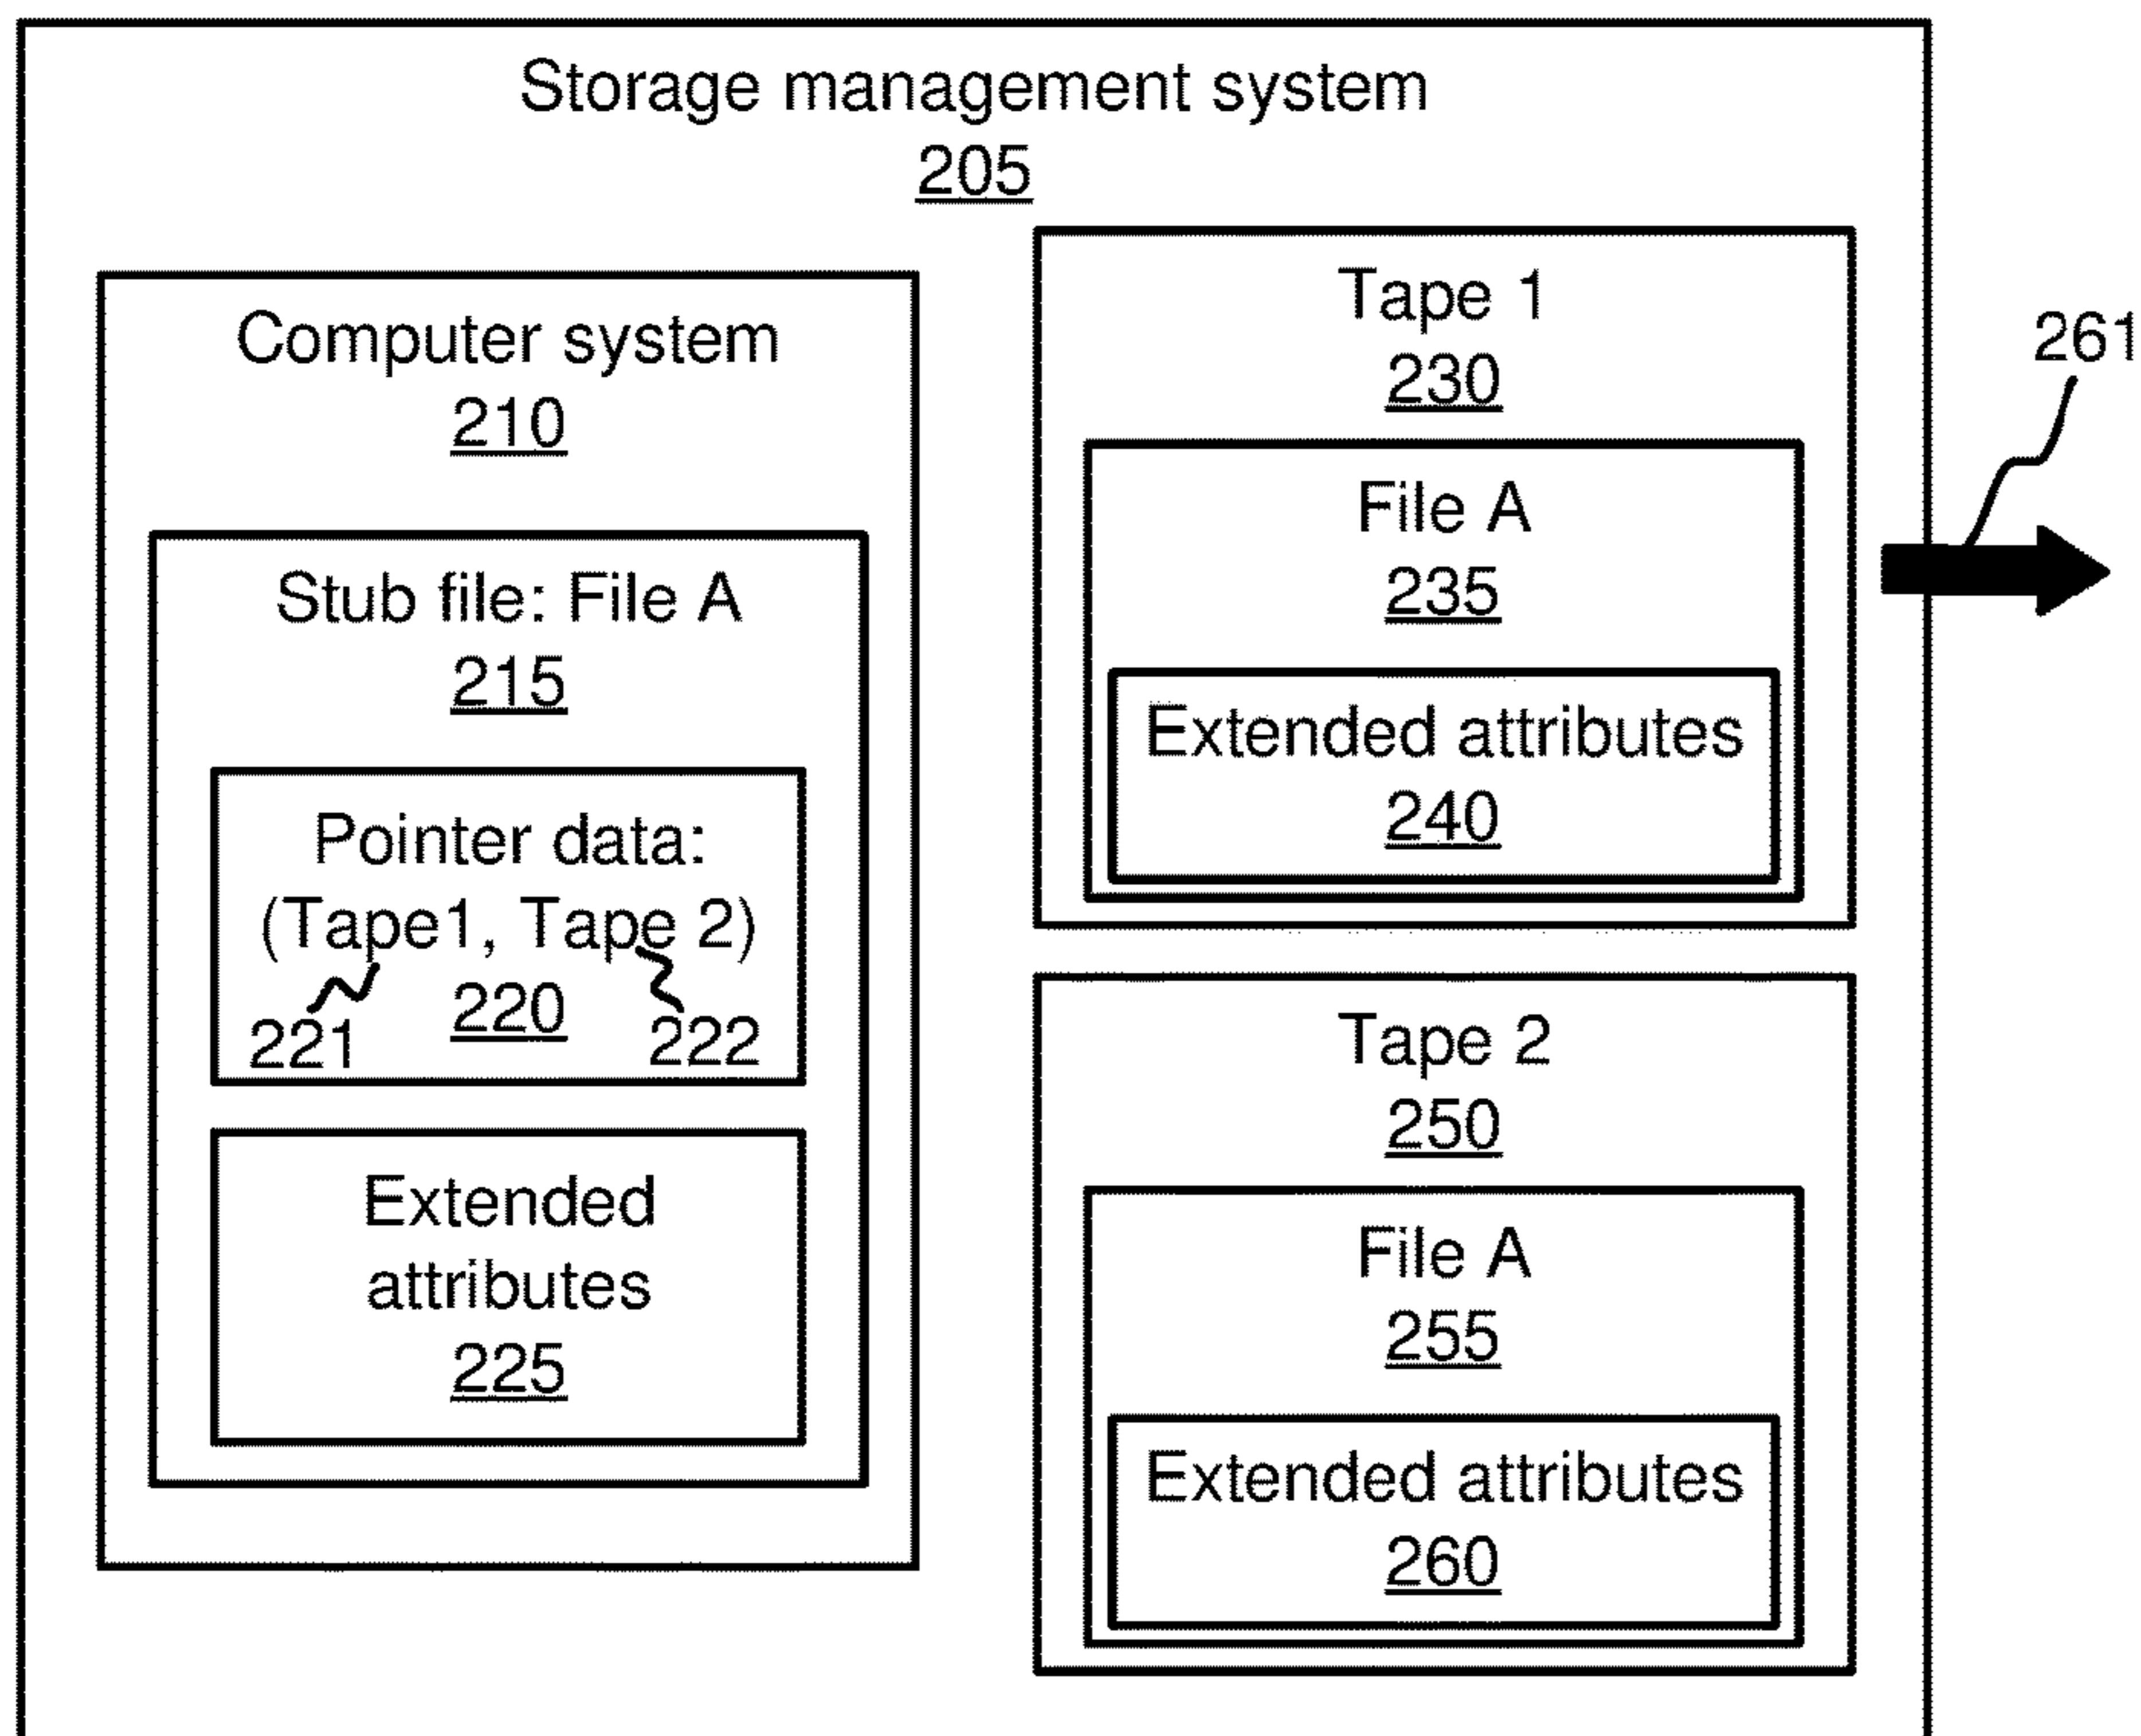 Storage management system
205
Computer system
210
Stub file: File A
215
Pointer data:
(Tape1, Tape 2)
220
221
222
Extended
attributes
225
Tape 1
230
File A
235
Extended attributes
240
261
Tape 2
250
File A
255
Extended attributes
260